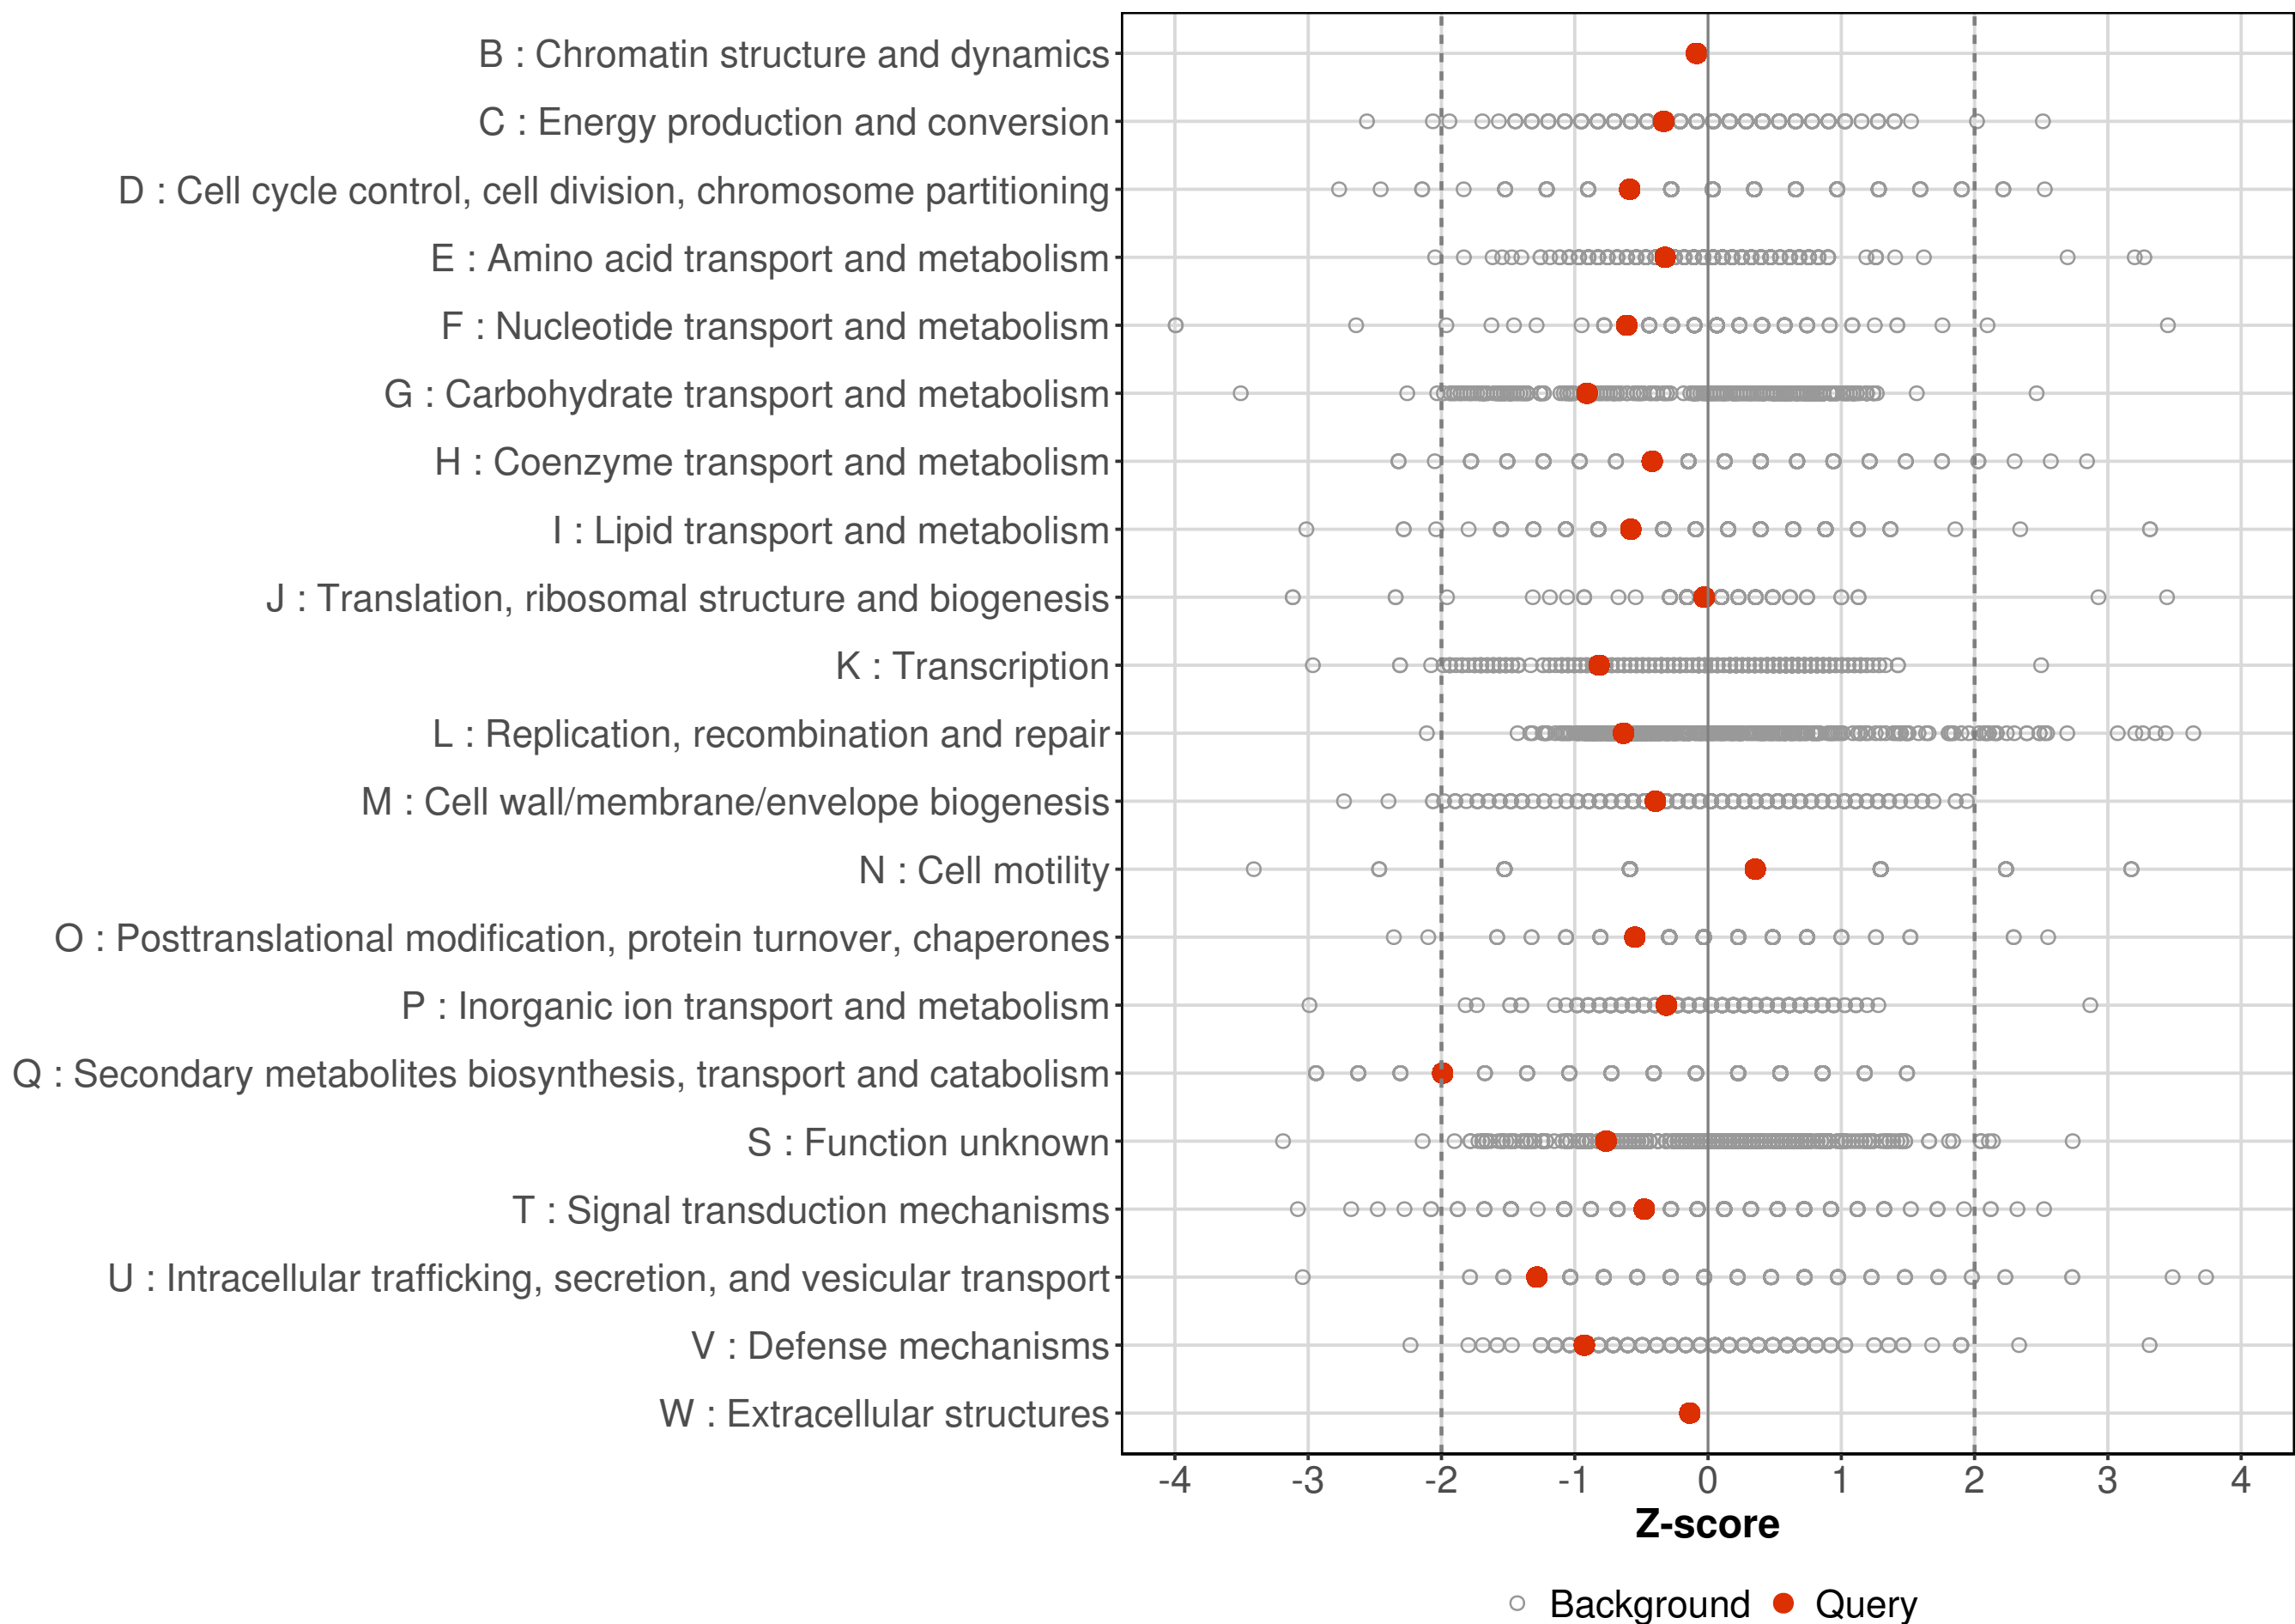 B : Chromatin structure and dynamics
C : Energy production and conversion
D : Cell cycle control, cell division, chromosome partitioning
E : Amino acid transport and metabolism
F : Nucleotide transport and metabolism
G : Carbohydrate transport and metabolism
H : Coenzyme transport and metabolism
I : Lipid transport and metabolism
J : Translation, ribosomal structure and biogenesis
K : Transcription
L : Replication, recombination and repair
M : Cell wall/membrane/envelope biogenesis
N : Cell motility
O : Posttranslational modification, protein turnover, chaperones
P : Inorganic ion transport and metabolism
Q : Secondary metabolites biosynthesis, transport and catabolism
S : Function unknown
T : Signal transduction mechanisms
U : Intracellular trafficking, secretion, and vesicular transport
V : Defense mechanisms
W : Extracellular structures
-4 -3 -2 -1 0 1 2 3 4
Z-score
Background Query